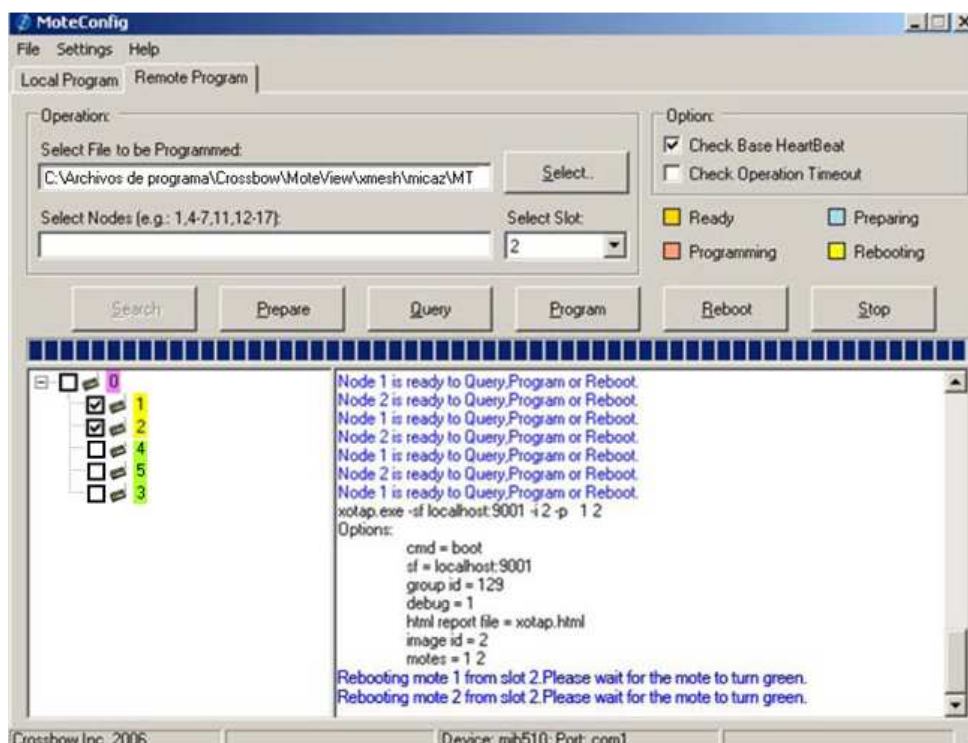 MoteConfig
File Settings Help
Local Program Remote Program
Operation:
Select File to be Programmed:
C:\Archivos de programa\Crossbow\MoteView\xmesh\micaz\MT
Select..
Select Nodes (e.g.: 1,4-7,11,12-17):
Select Slot:
2
Option:
Check Base HeartBeat
Check Operation Timeout
Ready Preparing
Programming Rebooting
Search Prepare Query Program Reboot Stop
0
1
2
4
5
3
Node 1 is ready to Query,Program or Reboot.
Node 2 is ready to Query,Program or Reboot.
Node 1 is ready to Query,Program or Reboot.
Node 2 is ready to Query,Program or Reboot.
Node 1 is ready to Query,Program or Reboot.
Node 2 is ready to Query,Program or Reboot.
Node 1 is ready to Query,Program or Reboot.
xotap.exe -sf localhost:9001 -i 2 -p 1 2
Options:
cmd = boot
sf = localhost:9001
group id = 129
debug = 1
html report file = xotap.html
image id = 2
motes = 1 2
Rebooting mote 1 from slot 2.Please wait for the mote to turn green.
Rebooting mote 2 from slot 2.Please wait for the mote to turn green.
Crossbow Inc. 2006 Device: mib510; Port: com1